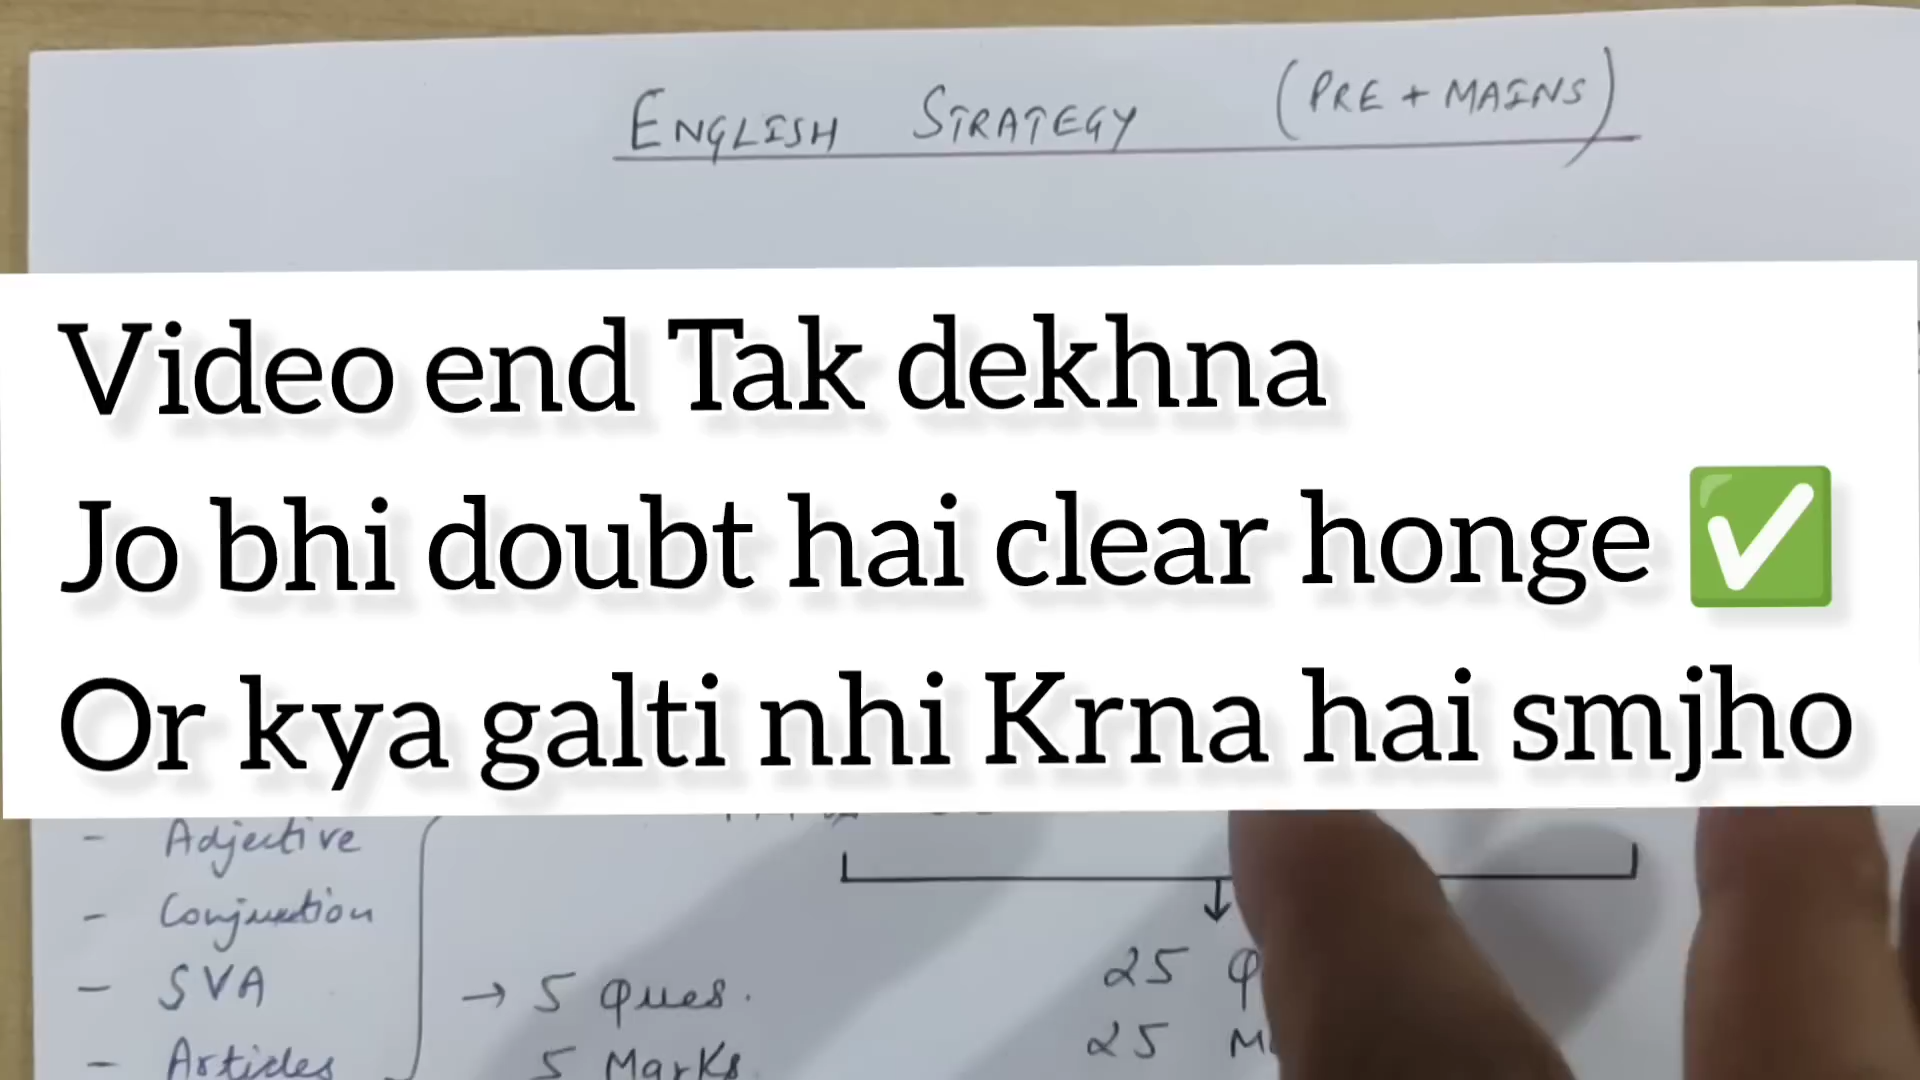 ENGLISH STRATEGY (PRE + MAINS)
Video end Tak dekhna
Jo bhi doubt hai clear honge ✅
Or kya galti nhi Krna hai smjho
- Adjective
- Conjunction
- SVA
→ 5 Ques.
25
- Articles
5 Marks
25